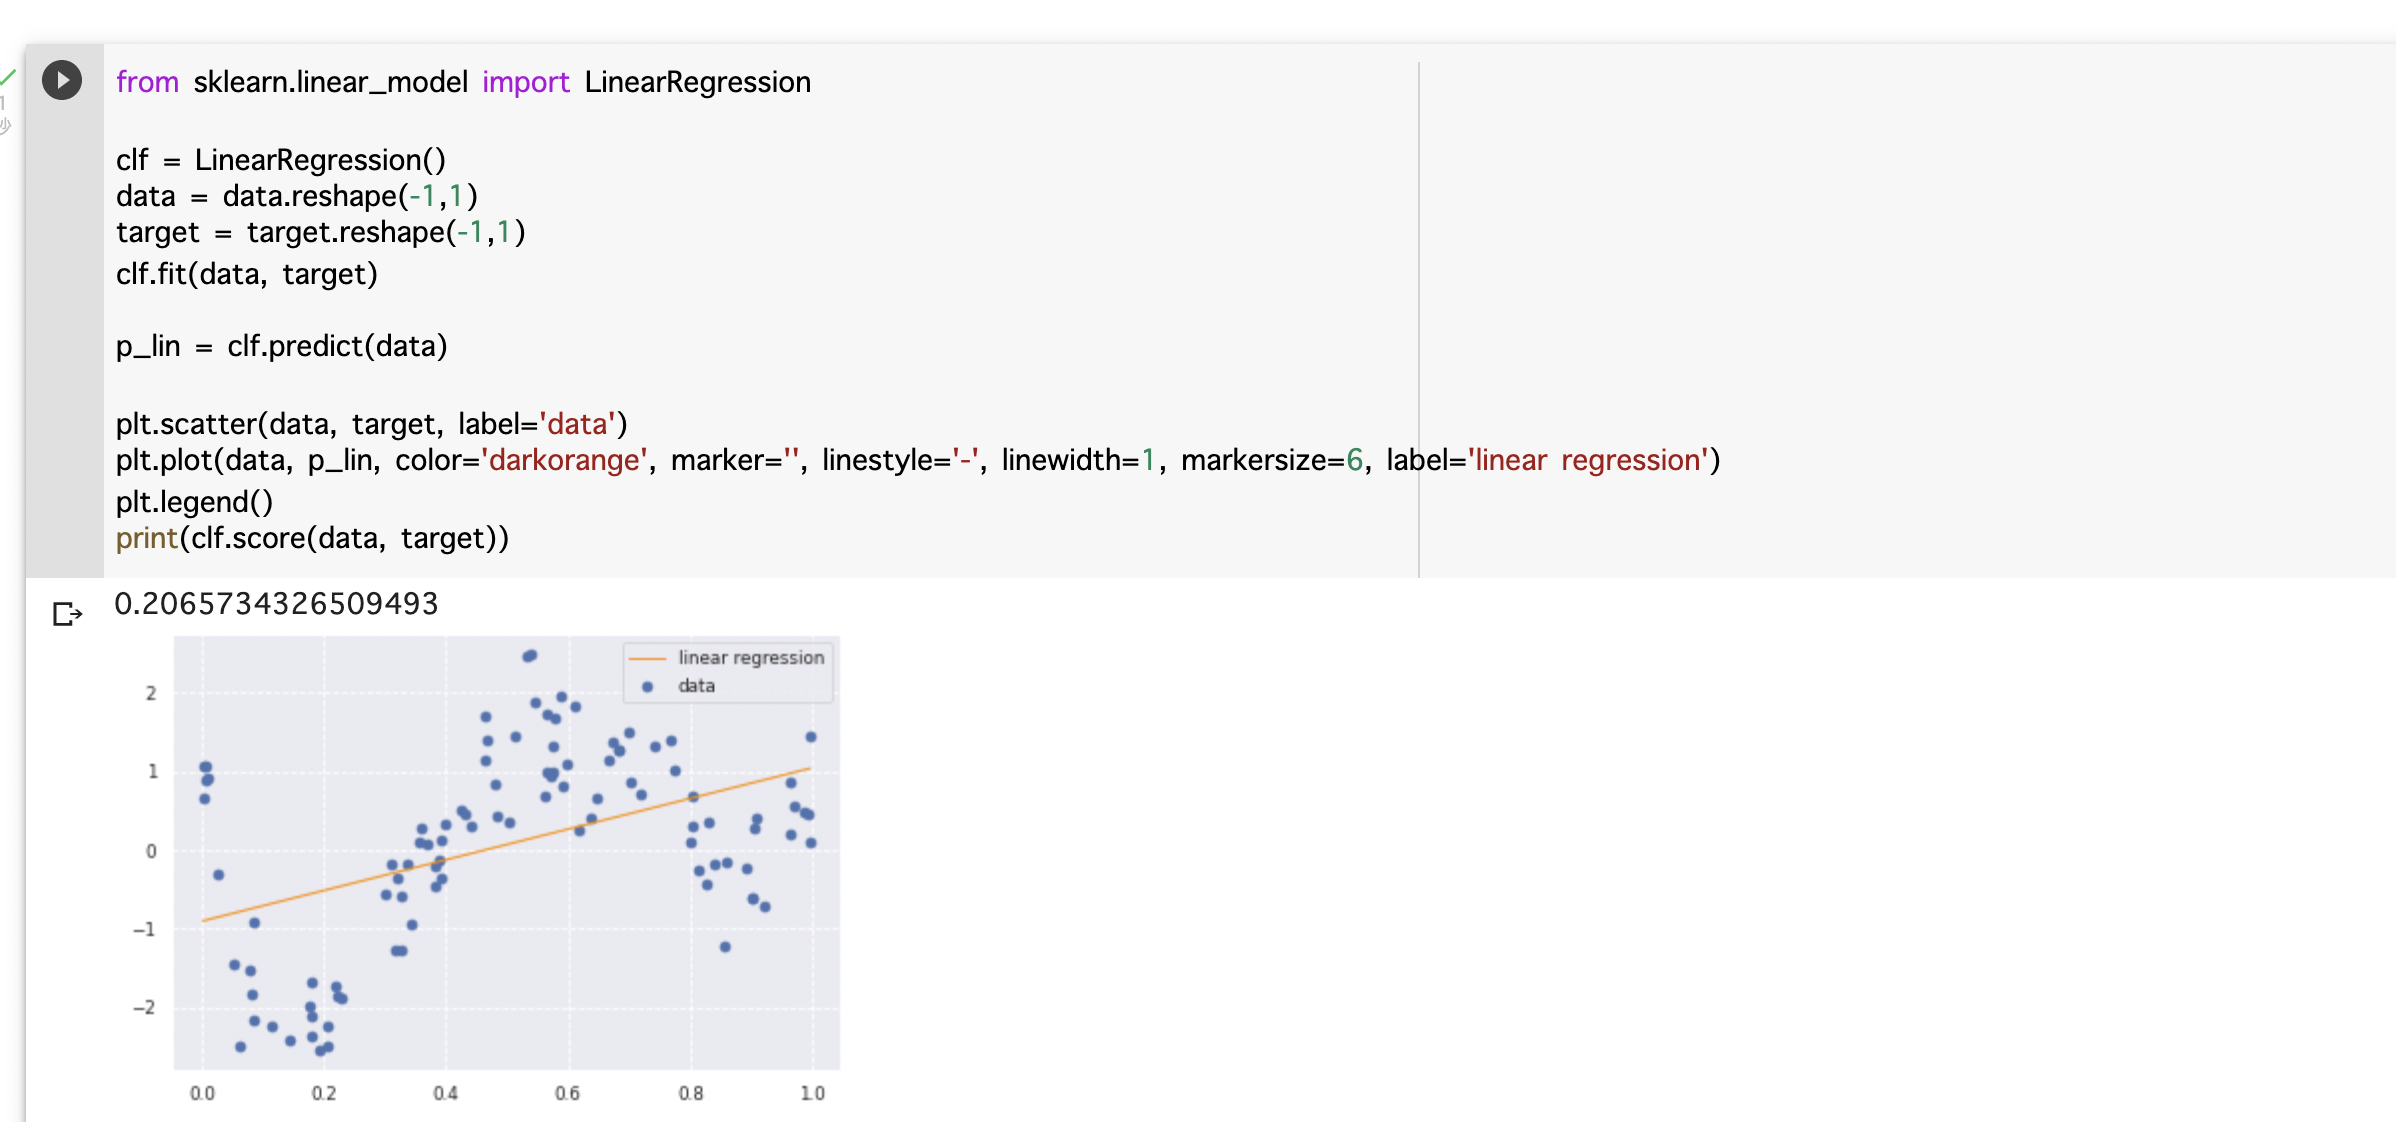 from sklearn.linear_model import LinearRegression
clf = LinearRegression()
data = data.reshape(-1,1)
target = target.reshape(-1,1)
clf.fit(data, target)
p_lin = clf.predict(data)
plt.scatter(data, target, label='data')
plt.plot(data, p_lin, color='darkorange', marker='', linestyle='-', linewidth=1, markersize=6, label='linear regression')
plt.legend()
print(clf.score(data, target))
1
秒
0.2065734326509493
linear regression
data
2
1
0
−1
−2
0.0 0.2 0.4 0.6 0.8 1.0